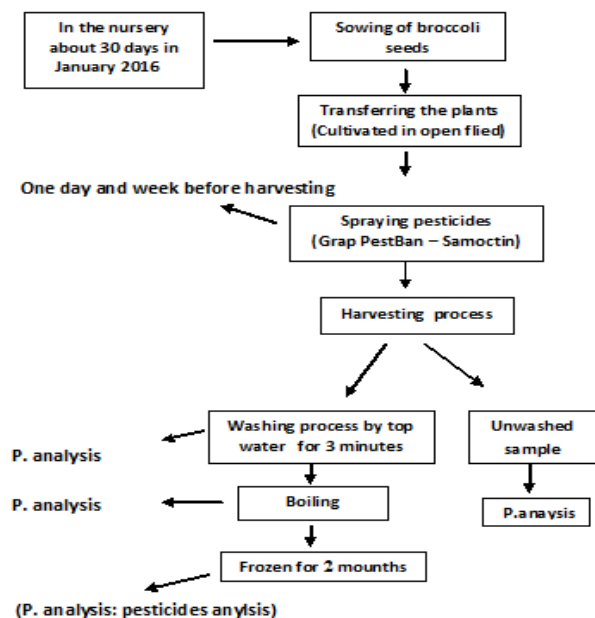 In the nursery
about 30 days in
January 2016
Sowing of broccoli
seeds
Transferring the plants
(Cultivated in open flied)
One day and week before harvesting
Spraying pesticides
(Grap PestBan – Samoctin)
Harvesting process
Washing process by top
water for 3 minutes
Unwashed
sample
P. analysis
P. analysis
Boiling
P.anaysis
Frozen for 2 mounths
(P. analysis: pesticides anylsis)